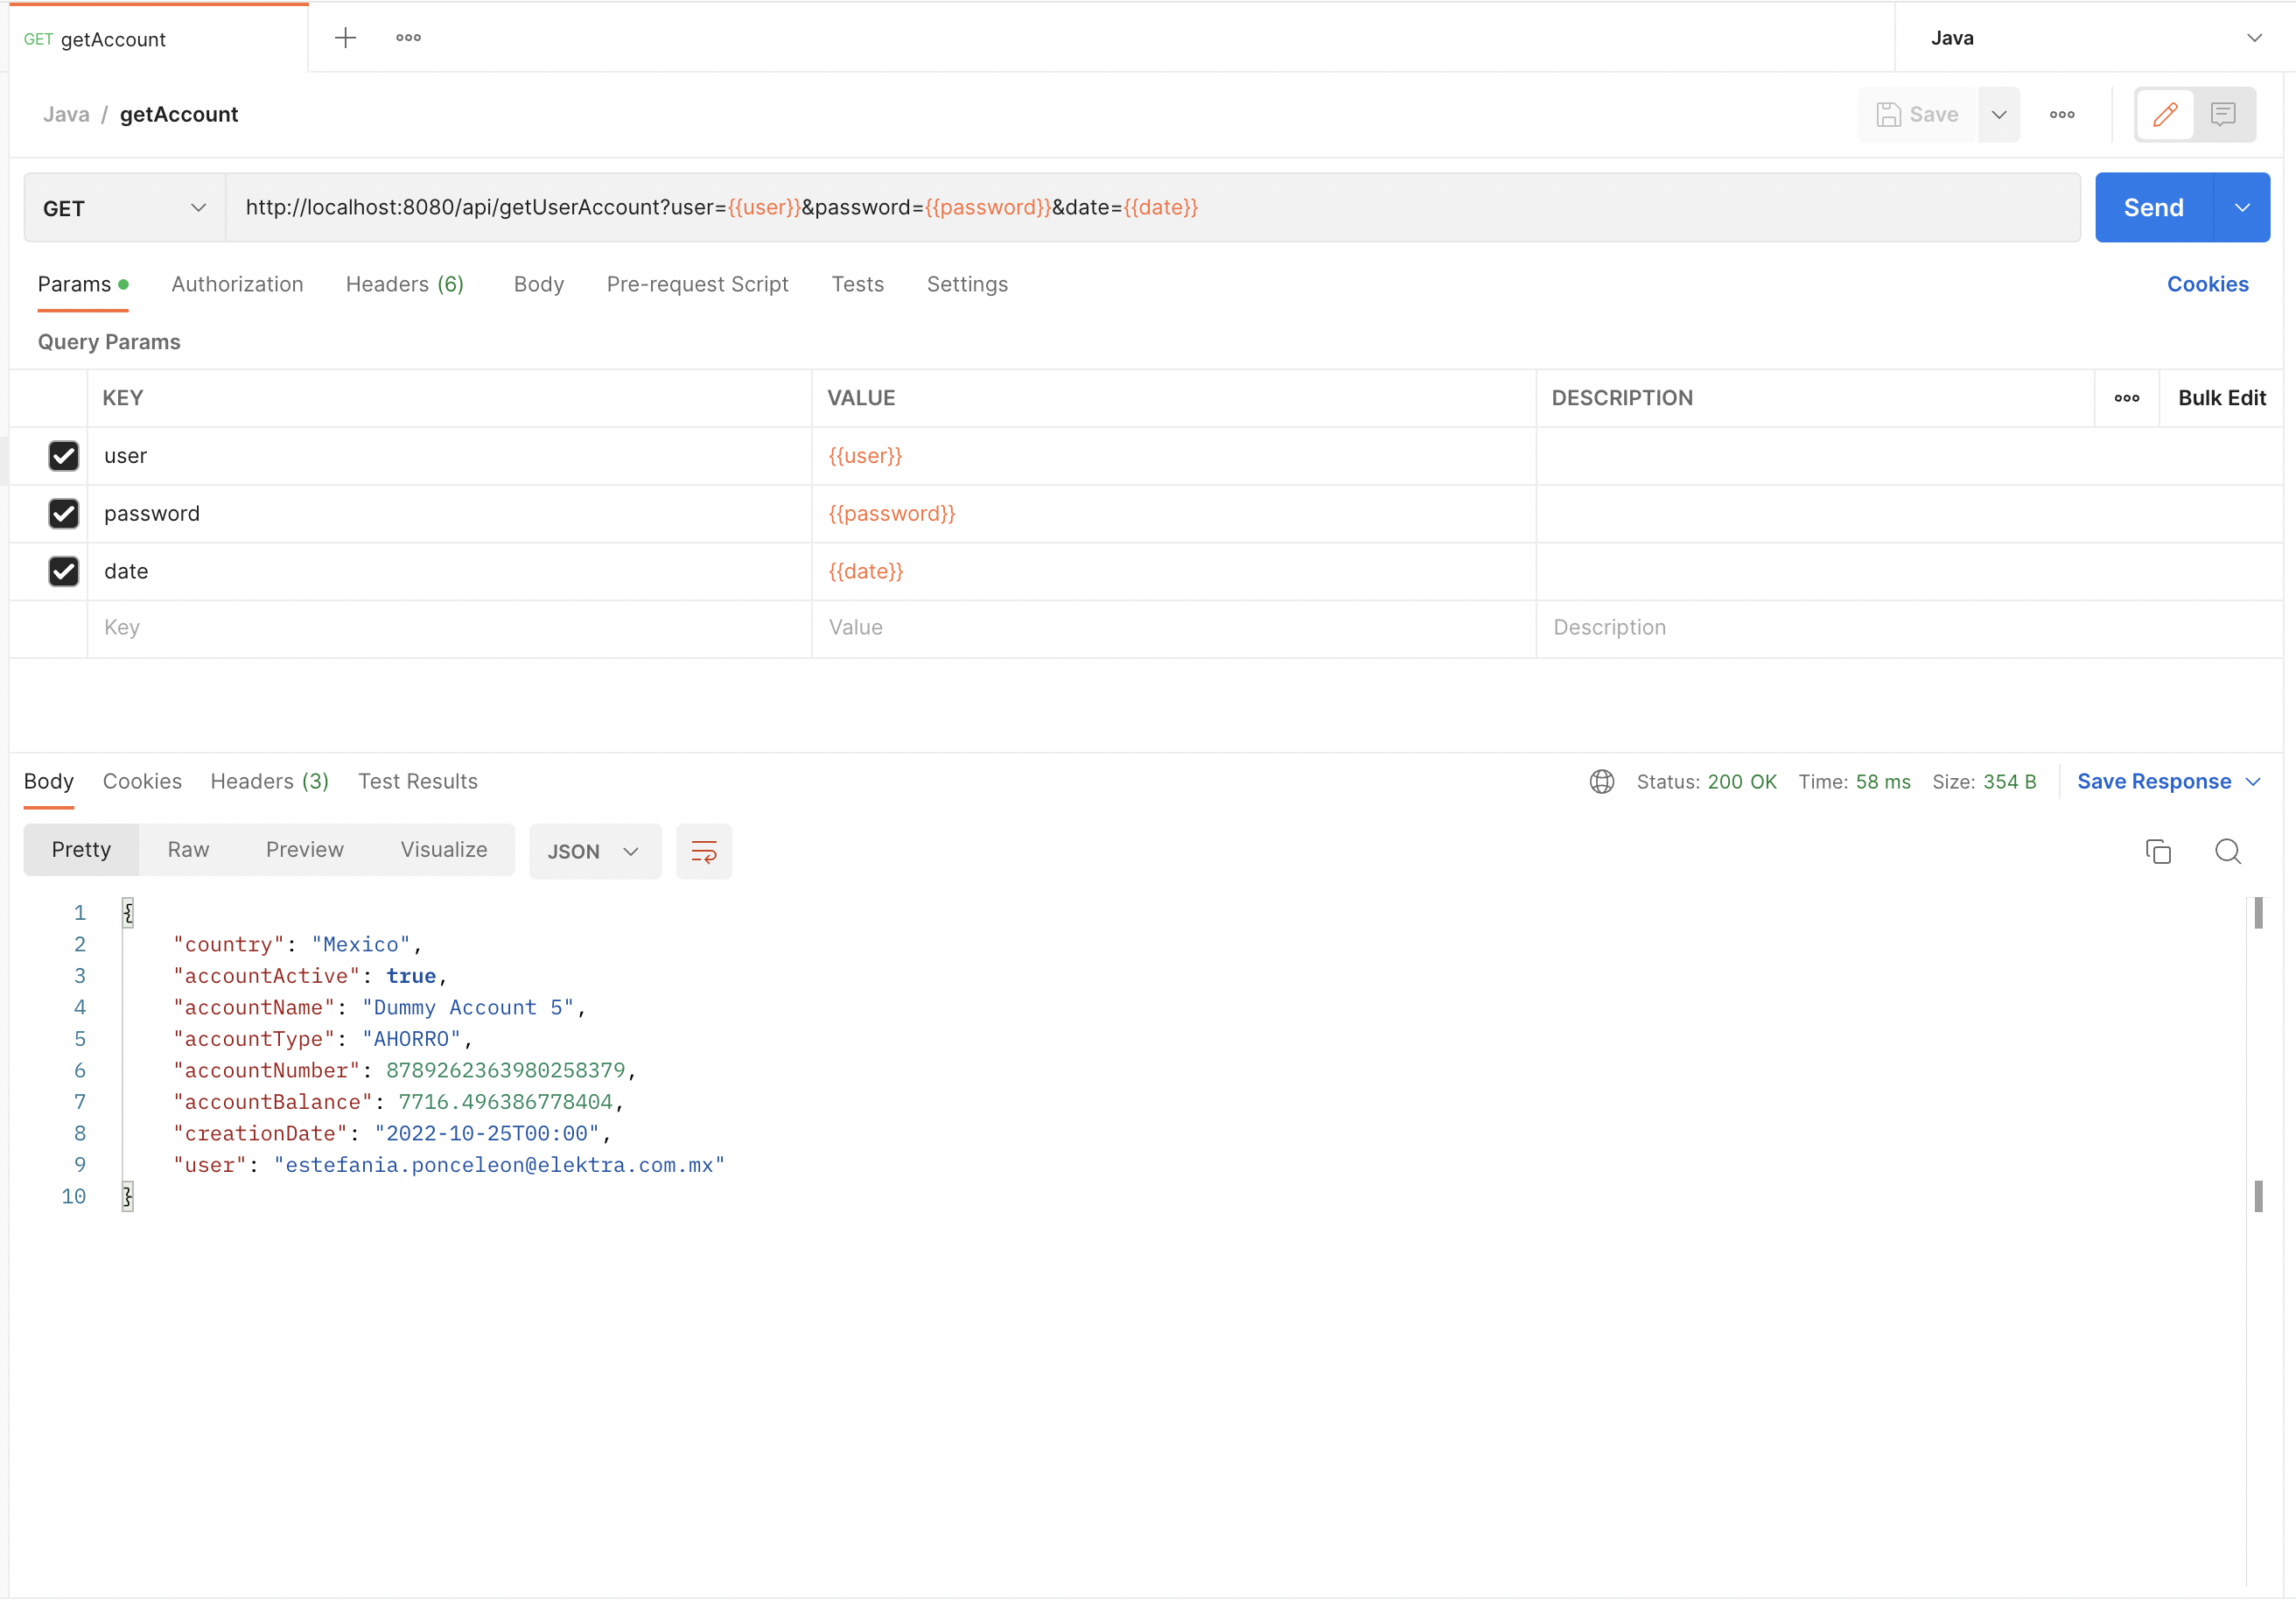 GET getAccount
Java
Java / getAccount
Save
GET http://localhost:8080/api/getUserAccount?user={{user}}&password={{password}}&date={{date}} Send
Params Authorization Headers (6) Body Pre-request Script Tests Settings Cookies
Query Params
KEY VALUE DESCRIPTION Bulk Edit
user {{user}}
password {{password}}
date {{date}}
Key Value Description
Body Cookies Headers (3) Test Results Status: 200 OK Time: 58 ms Size: 354 B Save Response
Pretty Raw Preview Visualize JSON
1 {
2 "country": "Mexico",
3 "accountActive": true,
4 "accountName": "Dummy Account 5",
5 "accountType": "AHORRO",
6 "accountNumber": 8789262363980258379,
7 "accountBalance": 7716.496386778404,
8 "creationDate": "2022-10-25T00:00",
9 "user": "estefania.ponceleon@elektra.com.mx"
10 }